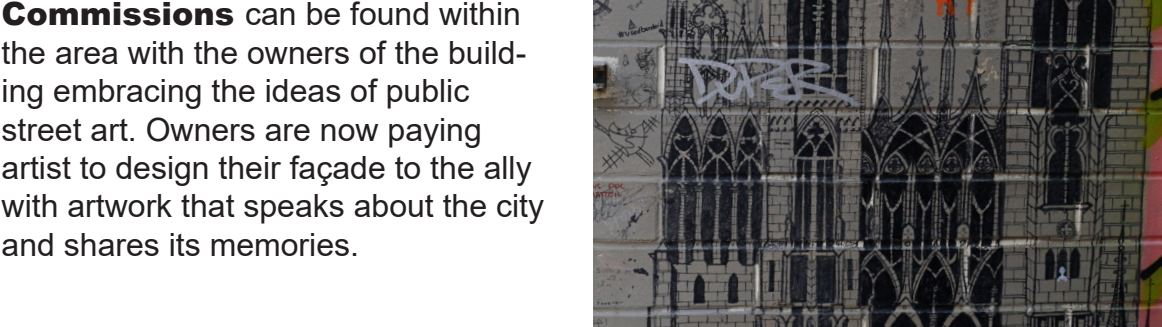 Commissions can be found within
the area with the owners of the build-
ing embracing the ideas of public
street art. Owners are now paying
artist to design their façade to the ally
with artwork that speaks about the city
and shares its memories.